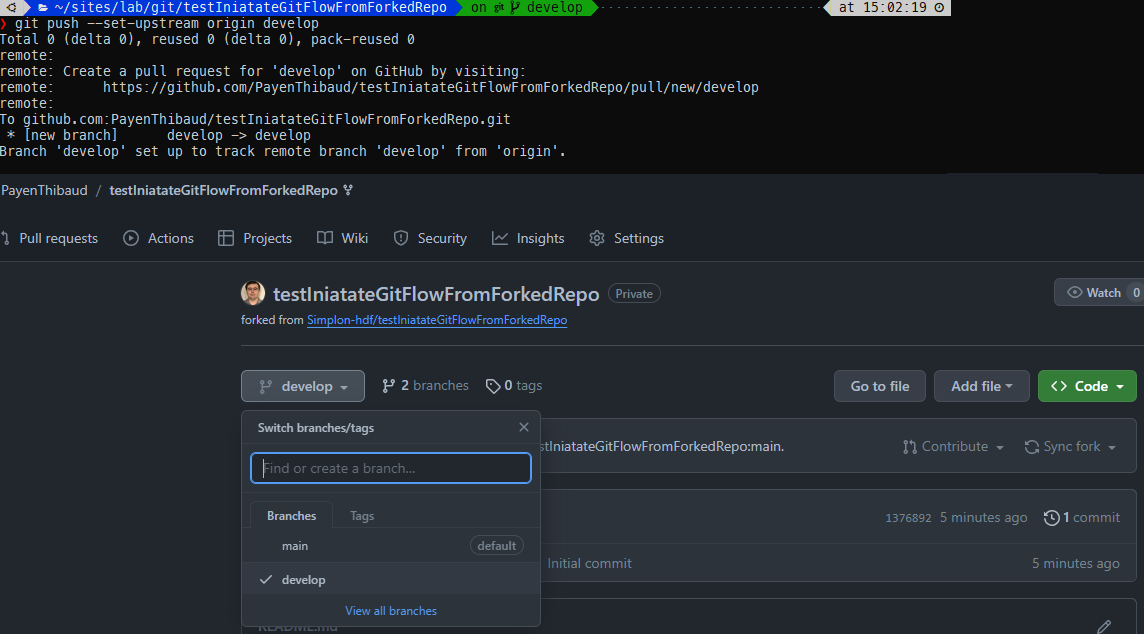 ~/sites/lab/git/testIniatateGitFlowFromForkedRepo on git develop at 15:02:19
❯ git push --set-upstream origin develop
Total 0 (delta 0), reused 0 (delta 0), pack-reused 0
remote:
remote: Create a pull request for 'develop' on GitHub by visiting:
remote:      https://github.com/PayenThibaud/testIniatateGitFlowFromForkedRepo/pull/new/develop
remote:
To github.com:PayenThibaud/testIniatateGitFlowFromForkedRepo.git
 * [new branch]      develop -> develop
Branch 'develop' set up to track remote branch 'develop' from 'origin'.
PayenThibaud / testIniatateGitFlowFromForkedRepo
Pull requests Actions Projects Wiki Security Insights Settings
testIniatateGitFlowFromForkedRepo Private
Watch 0
forked from Simplon-hdf/testIniatateGitFlowFromForkedRepo
develop 2 branches 0 tags Go to file Add file Code
Switch branches/tags
stIniatateGitFlowFromForkedRepo:main. Contribute Sync fork
Find or create a branch...
Branches Tags
1376892 5 minutes ago 1 commit
main default
Initial commit 5 minutes ago
develop
View all branches
README.md